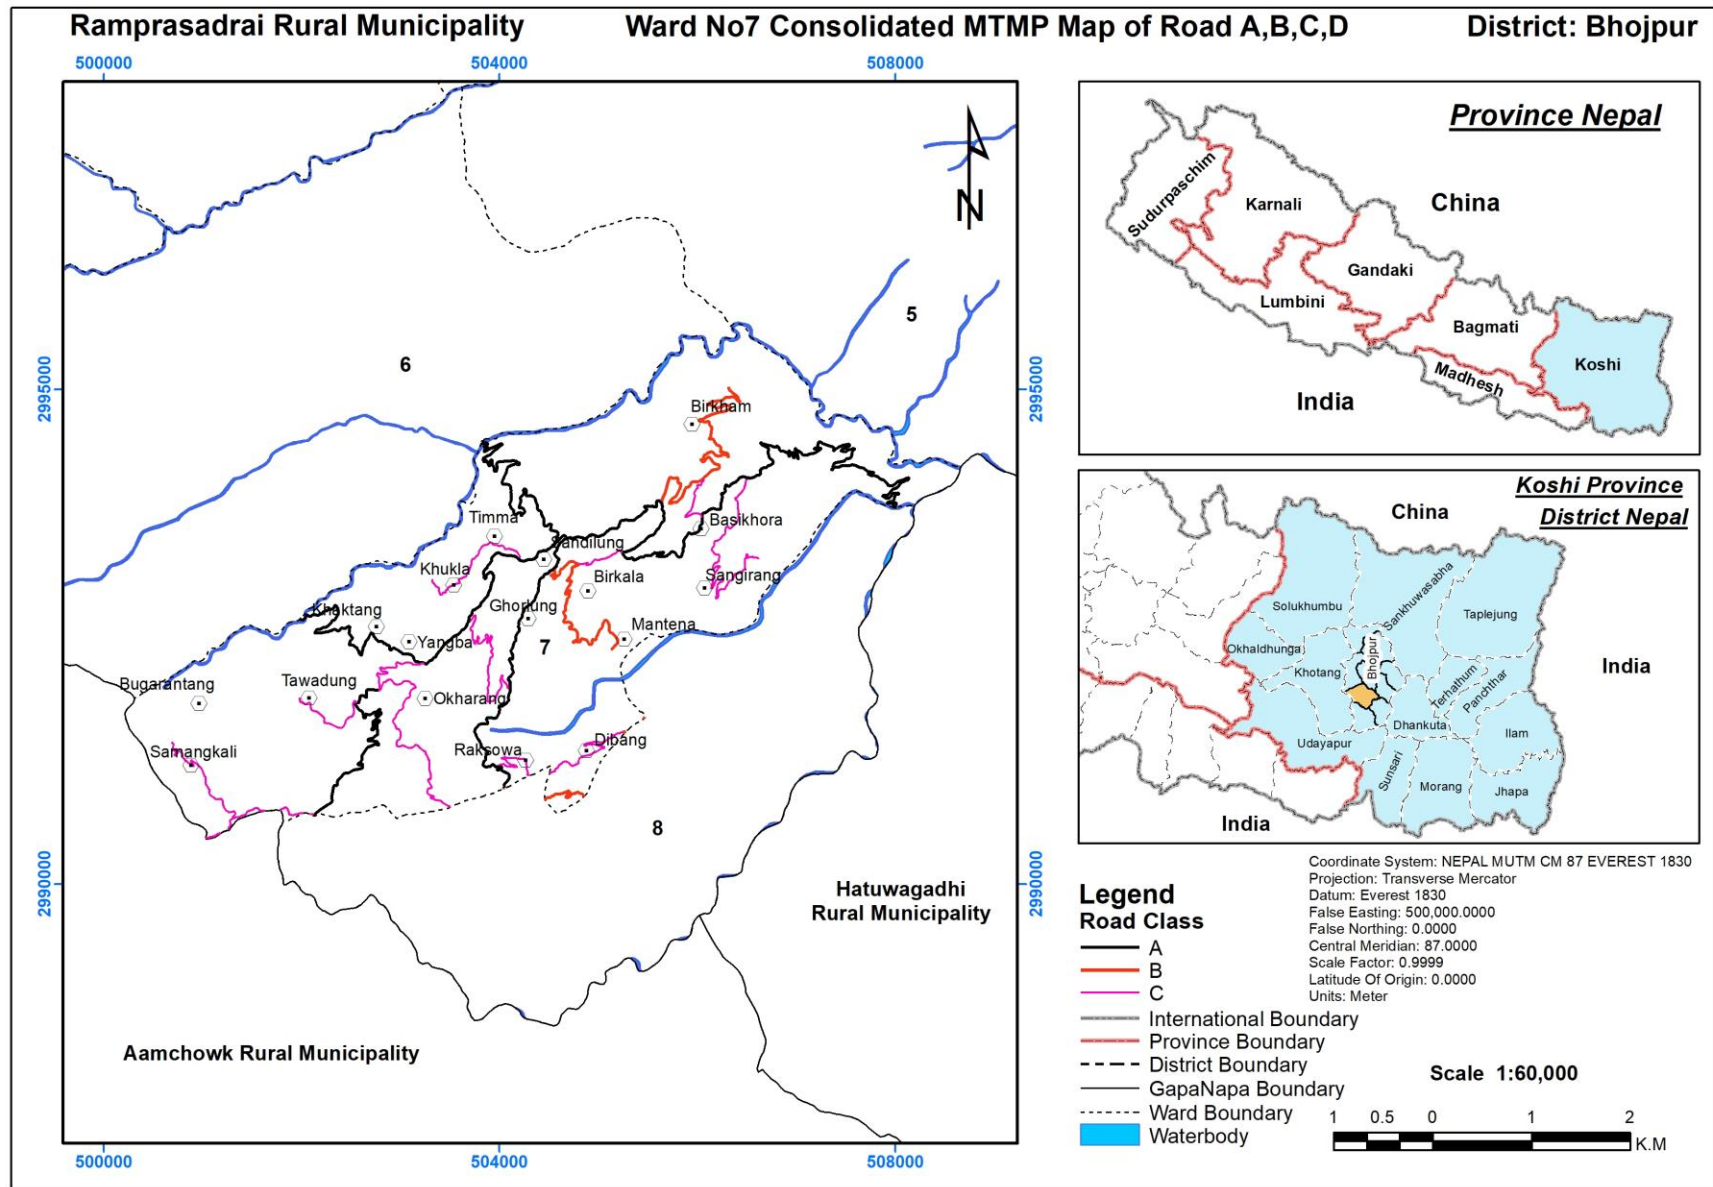 Ramprasadrai Rural Municipality
Ward No7 Consolidated MTMP Map of Road A,B,C,D
District: Bhojpur
500000
504000
508000
2995000
2990000
N
5
6
Birkham
Timma
Sandilung
Basikhora
Khukla
Birkala
Sangirang
Khaktang
Ghorlung
Yangba
7
Mantena
Bugarantang
Tawadung
Okharang
Samangkali
Raksowa
Dibang
8
Hatuwagadhi
Rural Municipality
Aamchowk Rural Municipality
2995000
2990000
500000
504000
508000
Province Nepal
Sudurpaschim
Karnali
China
Gandaki
Lumbini
Bagmati
Koshi
Madhesh
India
Koshi Province
District Nepal
China
Solukhumbu
Sankhuwasabha
Taplejung
Okhaldhunga
Khotang
Bhojpur
Terhathum
Panchthar
India
Dhankuta
Ilam
Udayapur
Sunsari
Morang
Jhapa
India
Coordinate System: NEPAL MUTM CM 87 EVEREST 1830
Projection: Transverse Mercator
Datum: Everest 1830
False Easting: 500,000.0000
False Northing: 0.0000
Central Meridian: 87.0000
Scale Factor: 0.9999
Latitude Of Origin: 0.0000
Units: Meter
Legend
Road Class
A
B
C
International Boundary
Province Boundary
District Boundary
GapaNapa Boundary
Ward Boundary
Waterbody
Scale 1:60,000
1 0.5 0 1 2
K.M